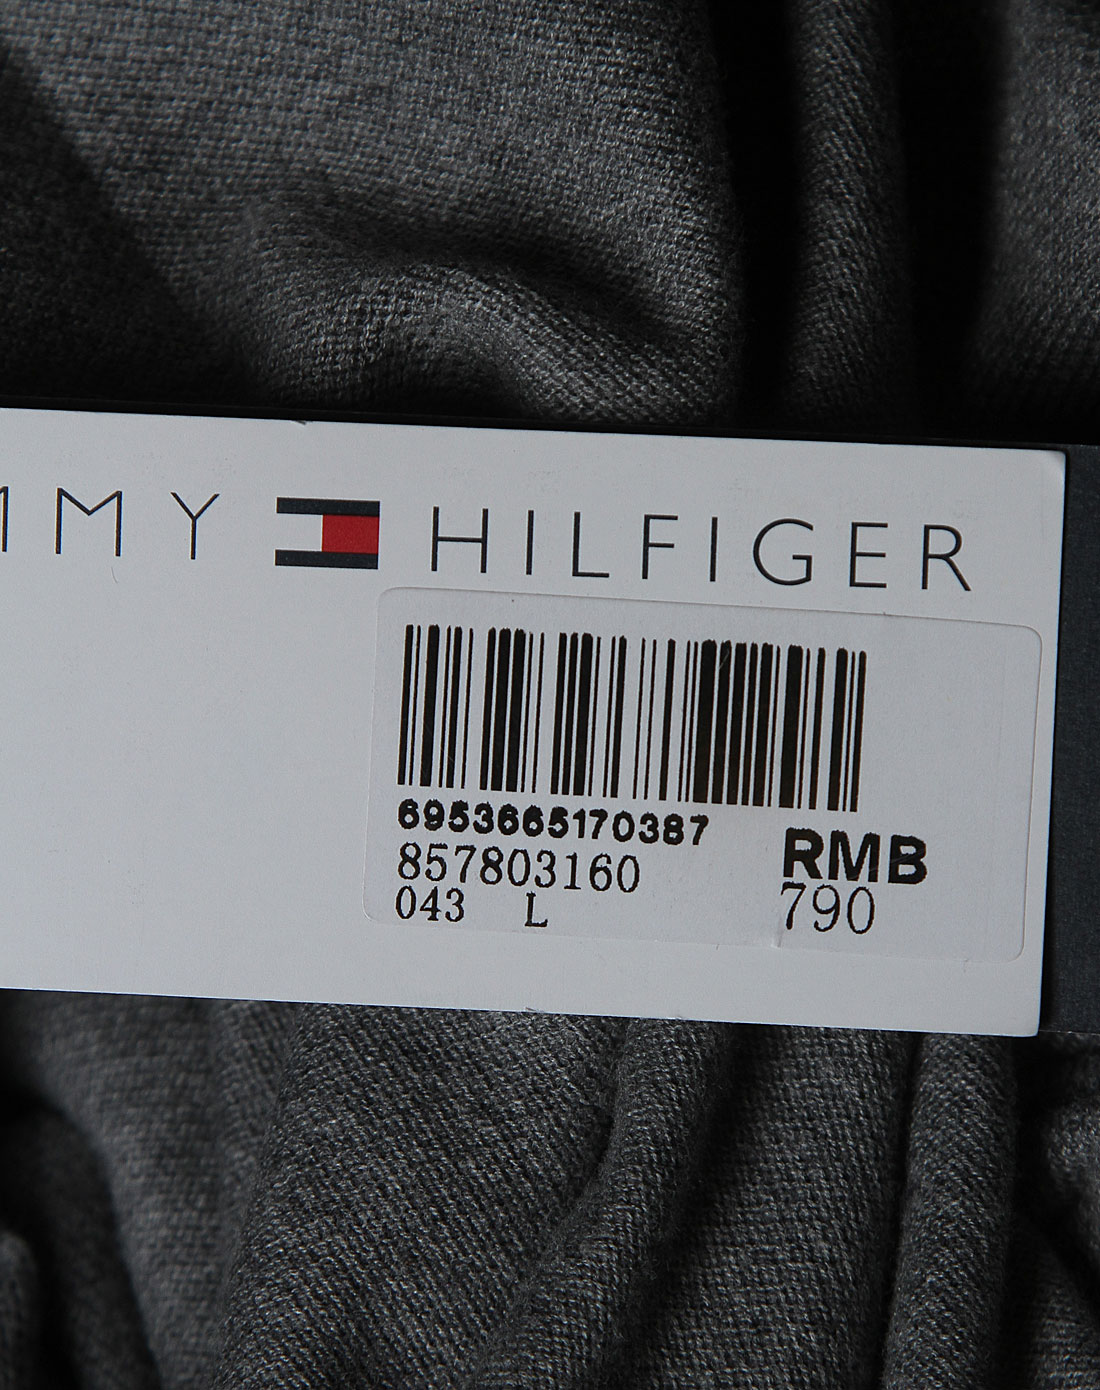 MMY HILFIGER
6953665170387
857803160
043 L
RMB
790